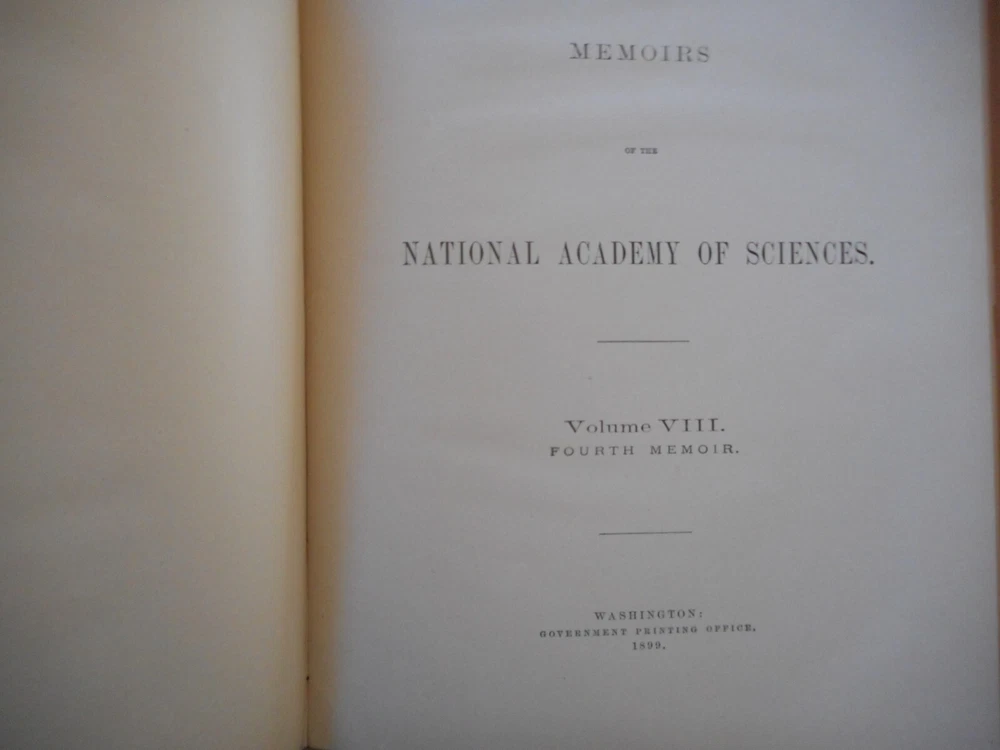 MEMOIRS
OF THE
NATIONAL ACADEMY OF SCIENCES.
Volume VIII.
FOURTH MEMOIR.
WASHINGTON:
GOVERNMENT PRINTING OFFICE,
1899.